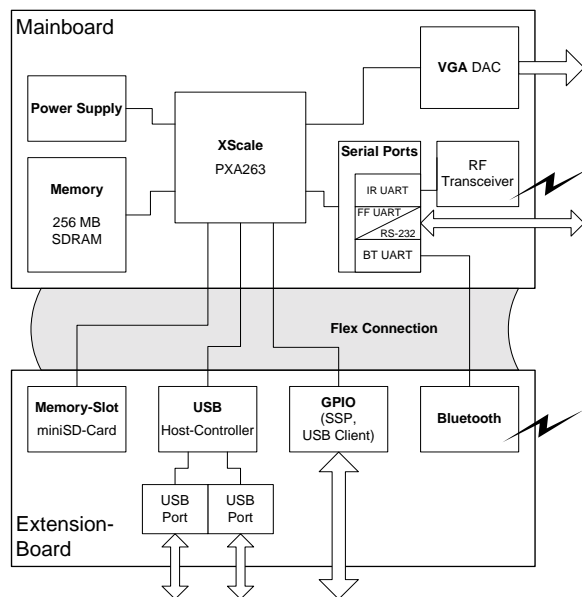 Mainboard
VGA DAC
Power Supply
XScale
PXA263
Serial Ports
IR UART
FF UART
RS-232
BT UART
RF
Transceiver
Memory
256 MB
SDRAM
Flex Connection
Memory-Slot
miniSD-Card
USB
Host-Controller
GPIO
(SSP,
USB Client)
Bluetooth
USB
Port
USB
Port
Extension-
Board